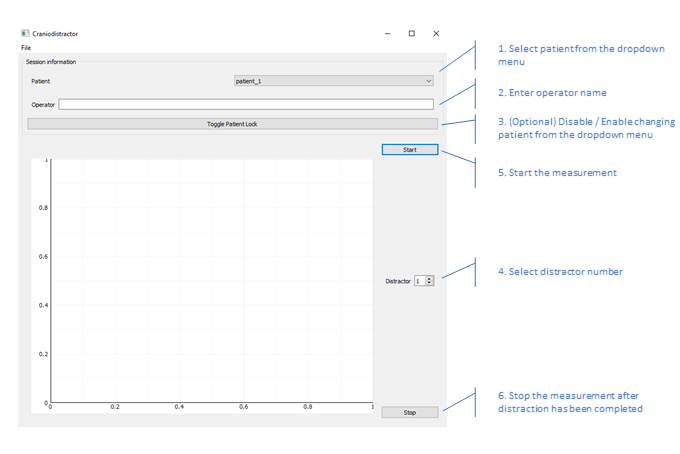 Craniodistractor
File
Session information
Patient
patient_1
Operator
Toggle Patient Lock
Start
1
0.8
0.6
0.4
0.2
0
0
0.2
0.4
0.6
0.8
1
Distractor
1
Stop
1. Select patient from the dropdown
menu
2. Enter operator name
3. (Optional) Disable / Enable changing
patient from the dropdown menu
5. Start the measurement
4. Select distractor number
6. Stop the measurement after
distraction has been completed